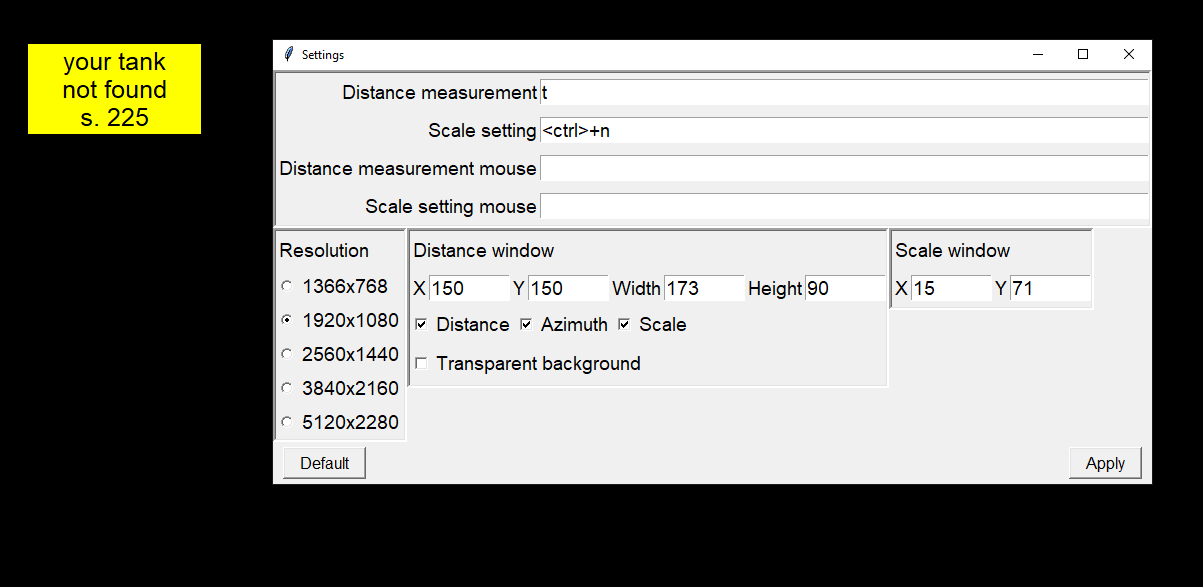 your tank
not found
s. 225
Settings
Distance measurement t
Scale setting <ctrl>+n
Distance measurement mouse
Scale setting mouse
Resolution
1366x768
1920x1080
2560x1440
3840x2160
5120x2280
Distance window
X 150 Y 150 Width 173 Height 90
Distance Azimuth Scale
Transparent background
Scale window
X 15 Y 71
Default
Apply